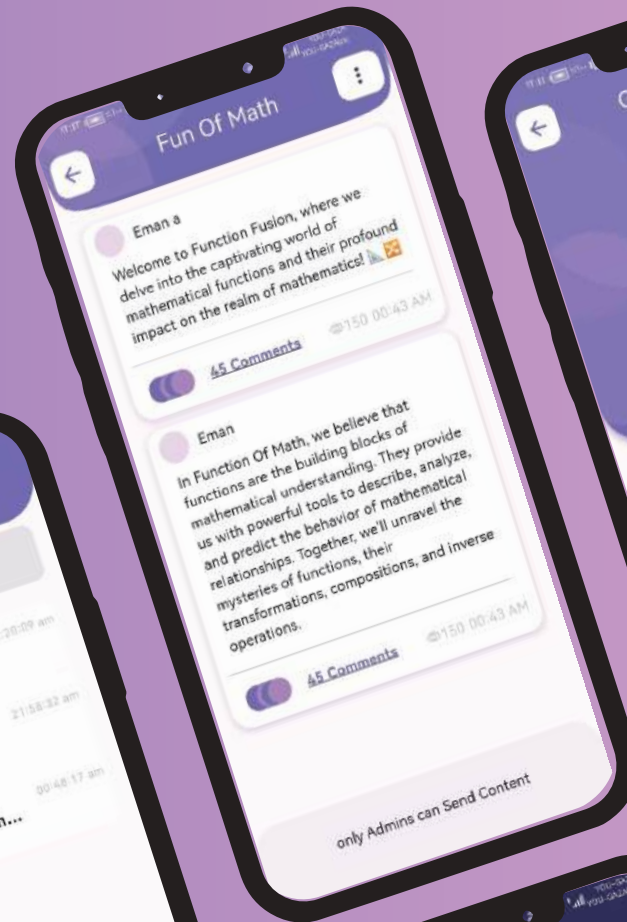 Fun Of Math
Eman a
Welcome to Function Fusion, where we
delve into the captivating world of
mathematical functions and their profound
impact on the realm of mathematics! 📐🔀
45 Comments
150 00:43 AM
Eman
In Function Of Math, we believe that
functions are the building blocks of
mathematical understanding. They provide
us with powerful tools to describe, analyze,
and predict the behavior of mathematical
relationships. Together, we'll unravel the
mysteries of functions, their
transformations, compositions, and inverse
operations.
45 Comments
150 00:43 AM
only Admins can Send Content
:20:09 am
21:58:32 am
00:48:17 am